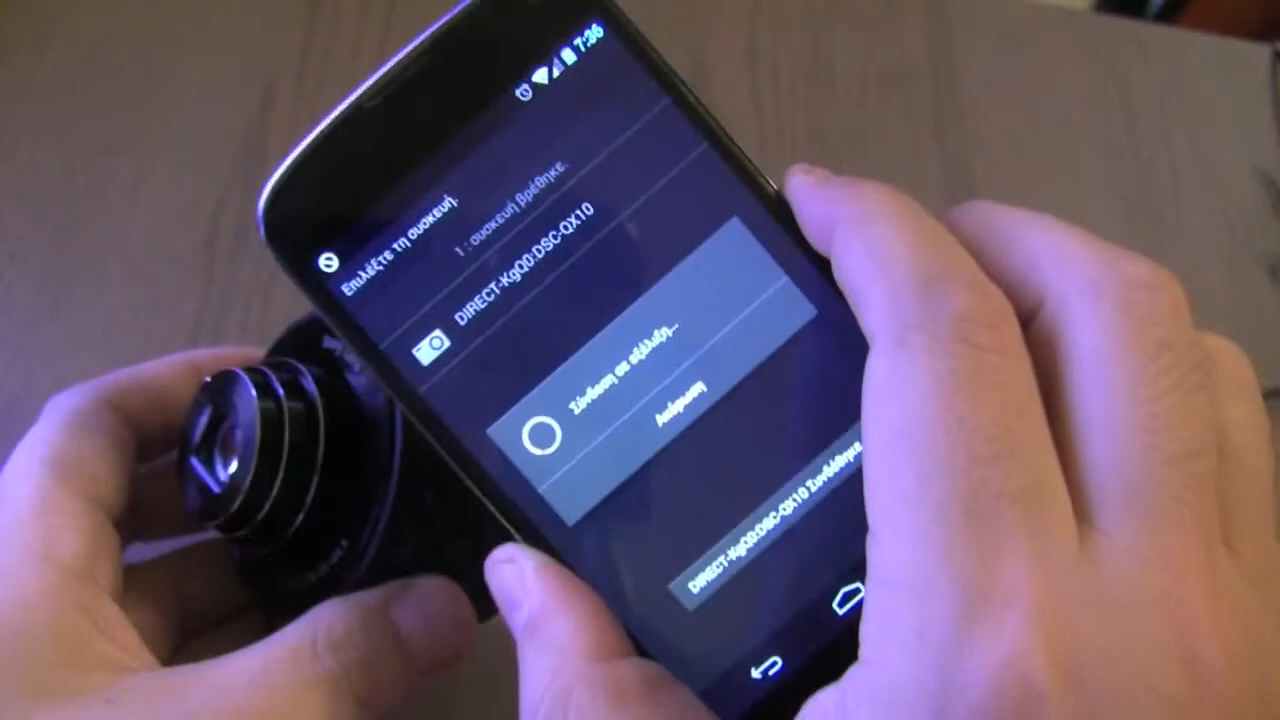 7:36
Επιλέξτε τη συσκευή.
1 : συσκευή βρέθηκε.
DIRECT-KgQ0:DSC-QX10
Σύνδεση σε εξέλιξη...
Ακύρωση
DIRECT-KgQ0:DSC-QX10 Συνδέθηκε